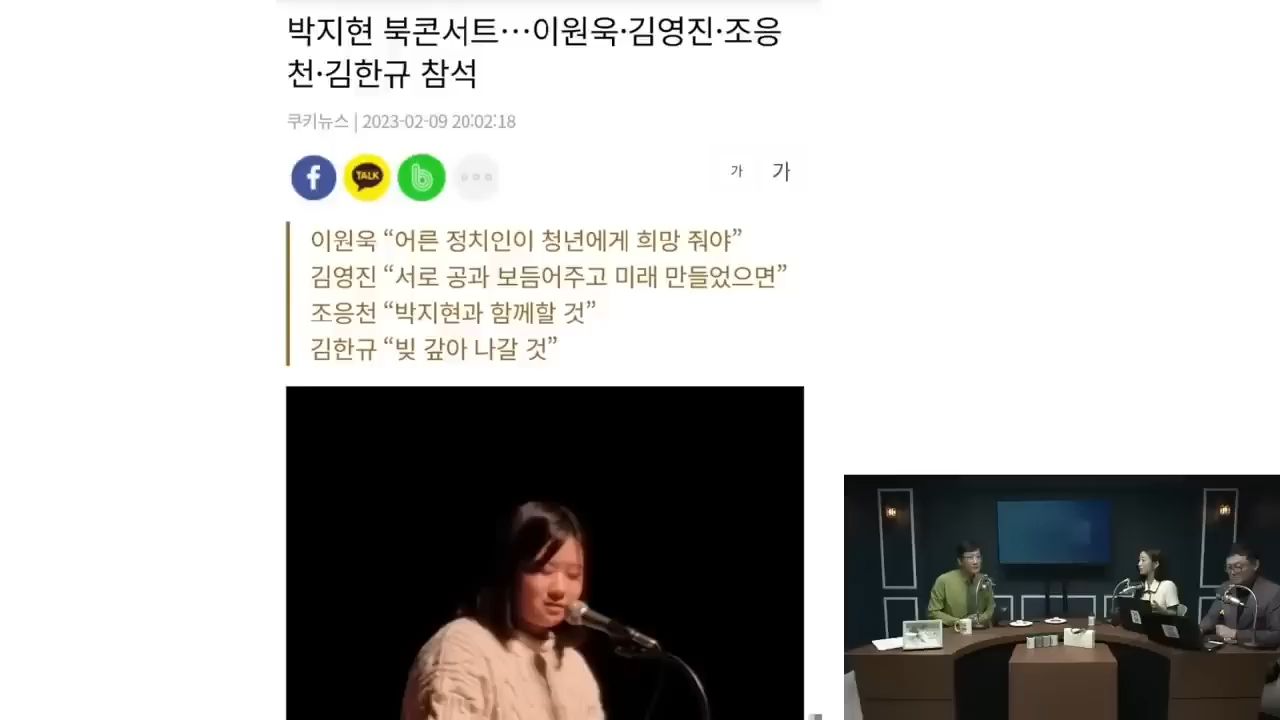 박지현 북콘서트…이원욱·김영진·조응
천·김한규 참석
쿠키뉴스 | 2023-02-09 20:02:18
TALK
가 가
이원욱 “어른 정치인이 청년에게 희망 줘야”
김영진 “서로 공과 보듬어주고 미래 만들었으면”
조응천 “박지현과 함께할 것”
김한규 “빚 갚아 나갈 것”